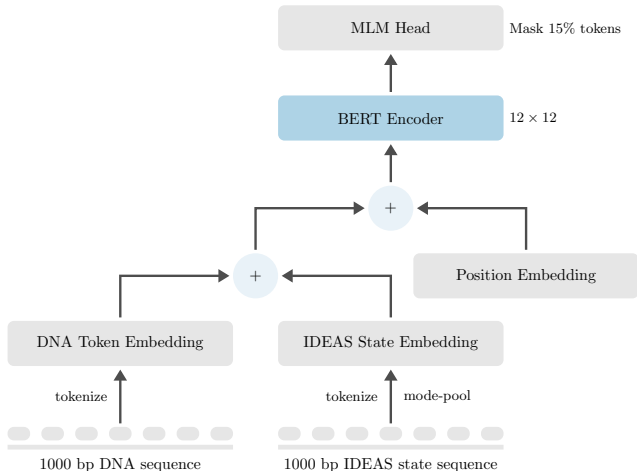 MLM Head
Mask 15% tokens
BERT Encoder
12 × 12
+
Position Embedding
+
DNA Token Embedding
IDEAS State Embedding
tokenize
tokenize
mode-pool
1000 bp DNA sequence
1000 bp IDEAS state sequence